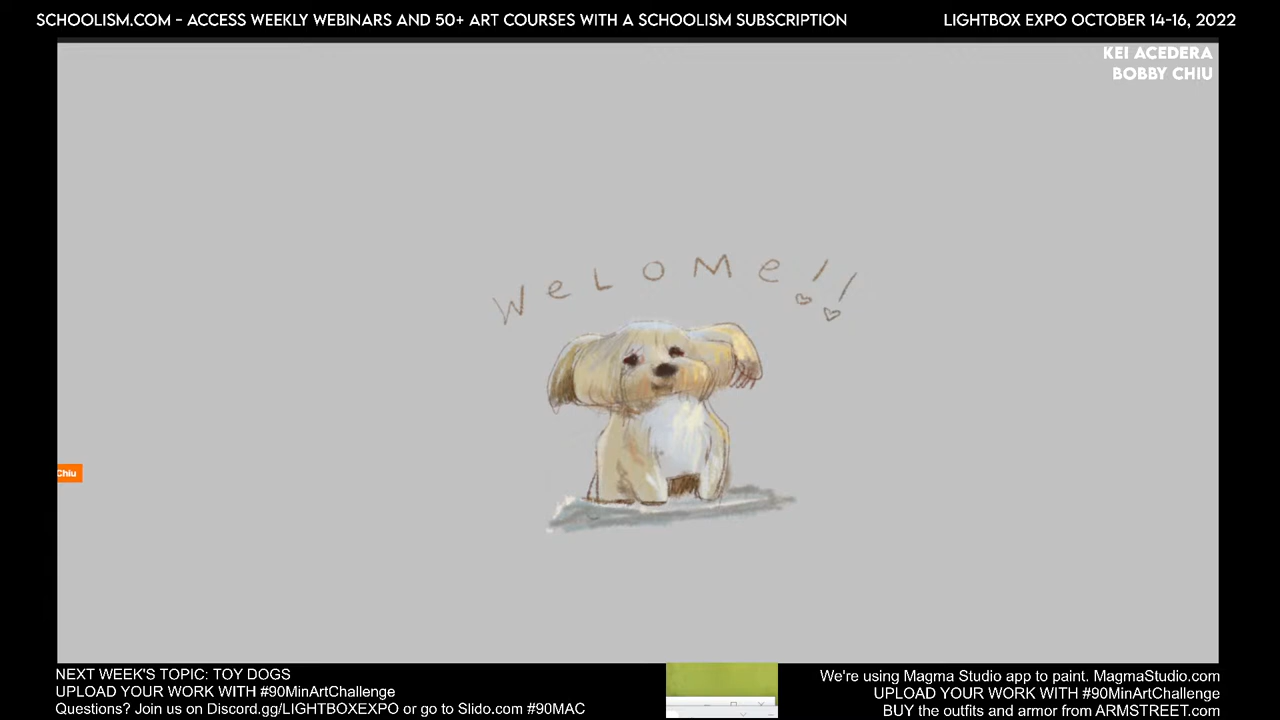 SCHOOLISM.COM - ACCESS WEEKLY WEBINARS AND 50+ ART COURSES WITH A SCHOOLISM SUBSCRIPTION
LIGHTBOX EXPO OCTOBER 14-16, 2022
KEI ACEDERA
BOBBY CHIU
WeLOMe!!
Chiu
NEXT WEEK'S TOPIC: TOY DOGS
UPLOAD YOUR WORK WITH #90MinArtChallenge
Questions? Join us on Discord.gg/LIGHTBOXEXPO or go to Slido.com #90MAC
We're using Magma Studio app to paint. MagmaStudio.com
UPLOAD YOUR WORK WITH #90MinArtChallenge
BUY the outfits and armor from ARMSTREET.com